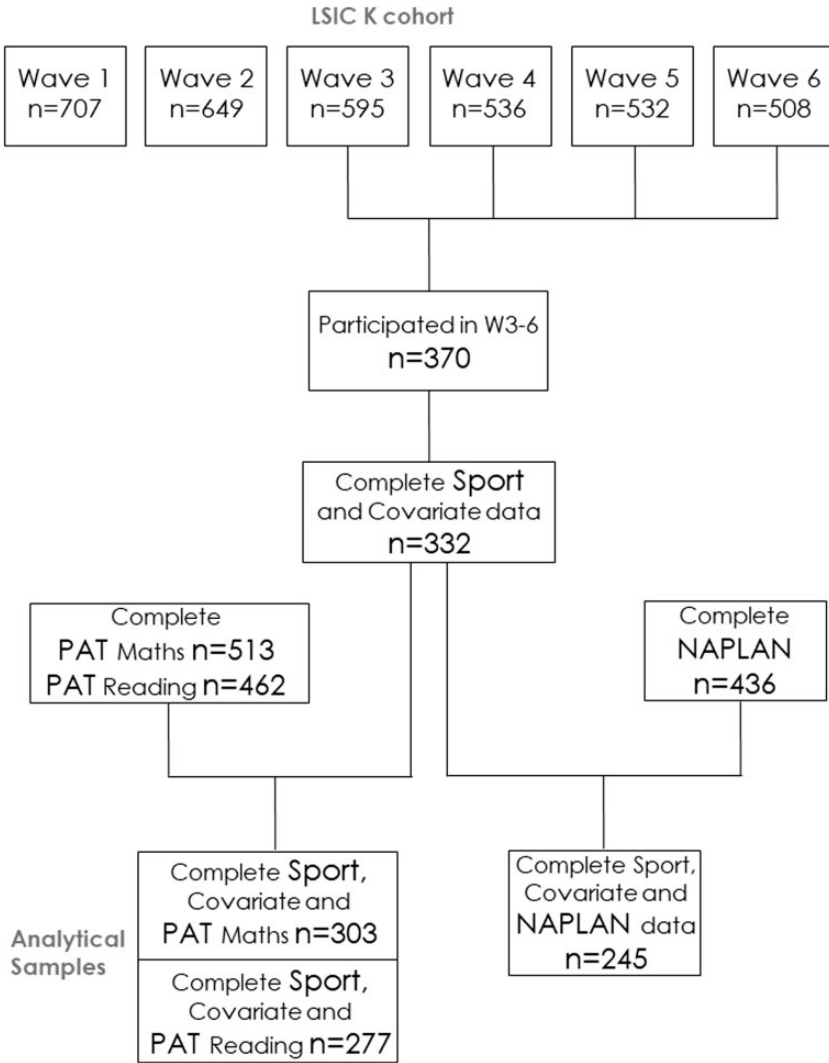 LSIC K cohort
Wave 1
n=707
Wave 2
n=649
Wave 3
n=595
Wave 4
n=536
Wave 5
n=532
Wave 6
n=508
Participated in W3-6
n=370
Complete Sport
and Covariate data
n=332
Complete
PAT Maths n=513
PAT Reading n=462
Complete
NAPLAN
n=436
Analytical
Samples
Complete Sport,
Covariate and
PAT Maths n=303
Complete Sport,
Covariate and
PAT Reading n=277
Complete Sport,
Covariate and
NAPLAN data
n=245